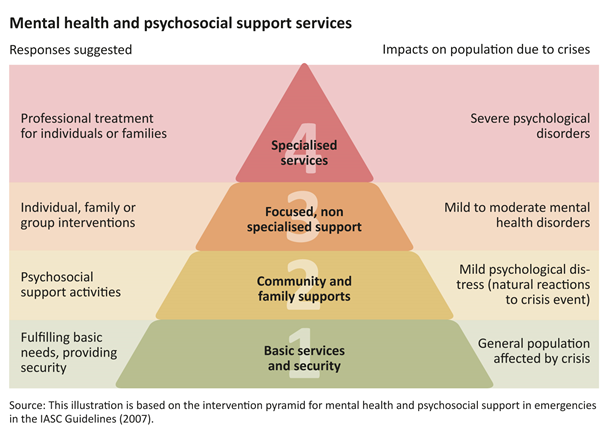 Mental health and psychosocial support services
Responses suggested
Impacts on population due to crises
Professional treatment
for individuals or families
4
Specialised
services
Severe psychological
disorders
Individual, family or
group interventions
3
Focused, non
specialised support
Mild to moderate mental
health disorders
Psychosocial
support activities
2
Community and
family supports
Mild psychological dis-
tress (natural reactions
to crisis event)
Fulfilling basic
needs, providing
security
1
Basic services
and security
General population
affected by crisis
Source: This illustration is based on the intervention pyramid for mental health and psychosocial support in emergencies
in the IASC Guidelines (2007).